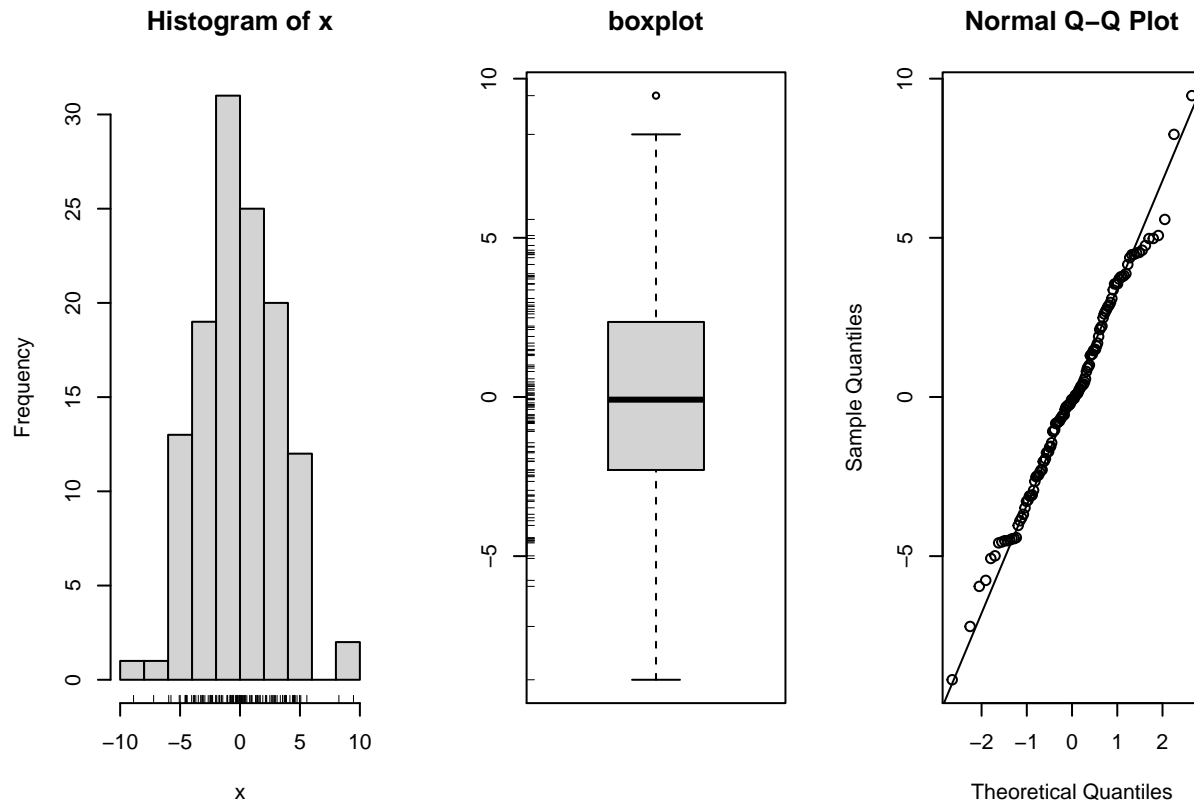 Histogram of x
Frequency
30
25
20
15
10
5
0
−10 −5 0 5 10
x
boxplot
10
5
0
−5
Normal Q−Q Plot
Sample Quantiles
10
5
0
−5
−2 −1 0 1 2
Theoretical Quantiles